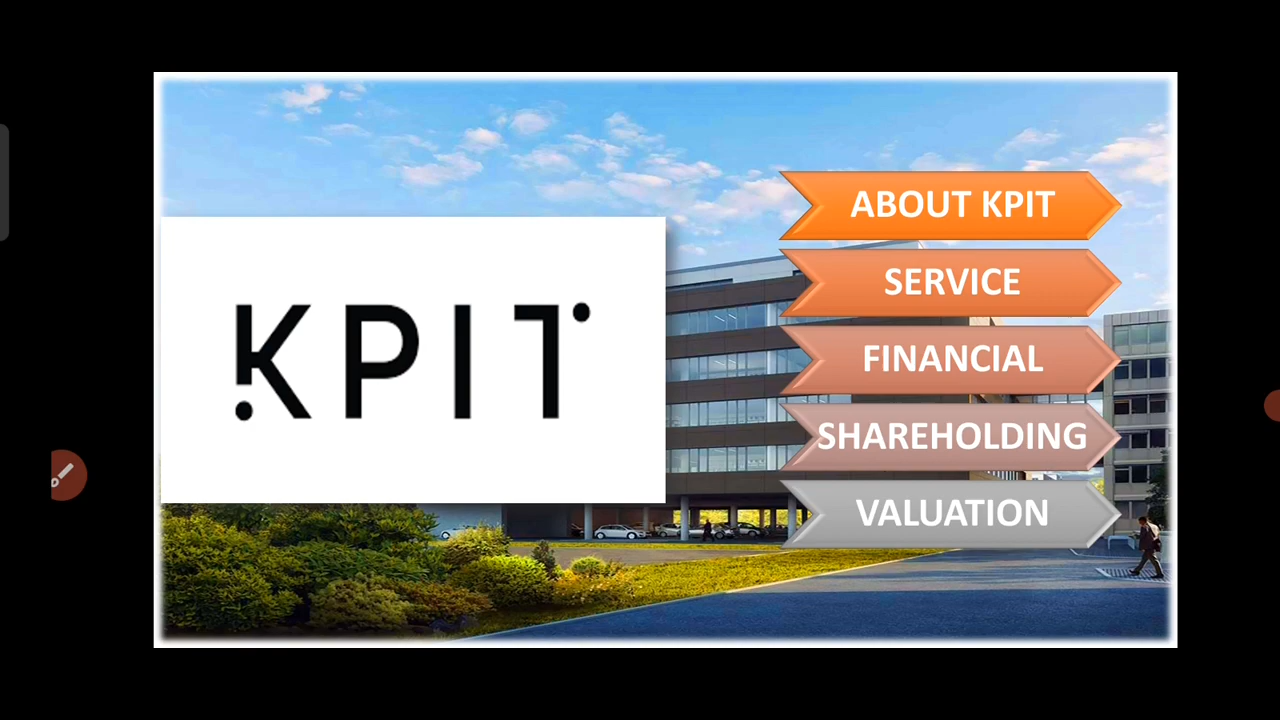 KPIT
ABOUT KPIT
SERVICE
FINANCIAL
SHAREHOLDING
VALUATION